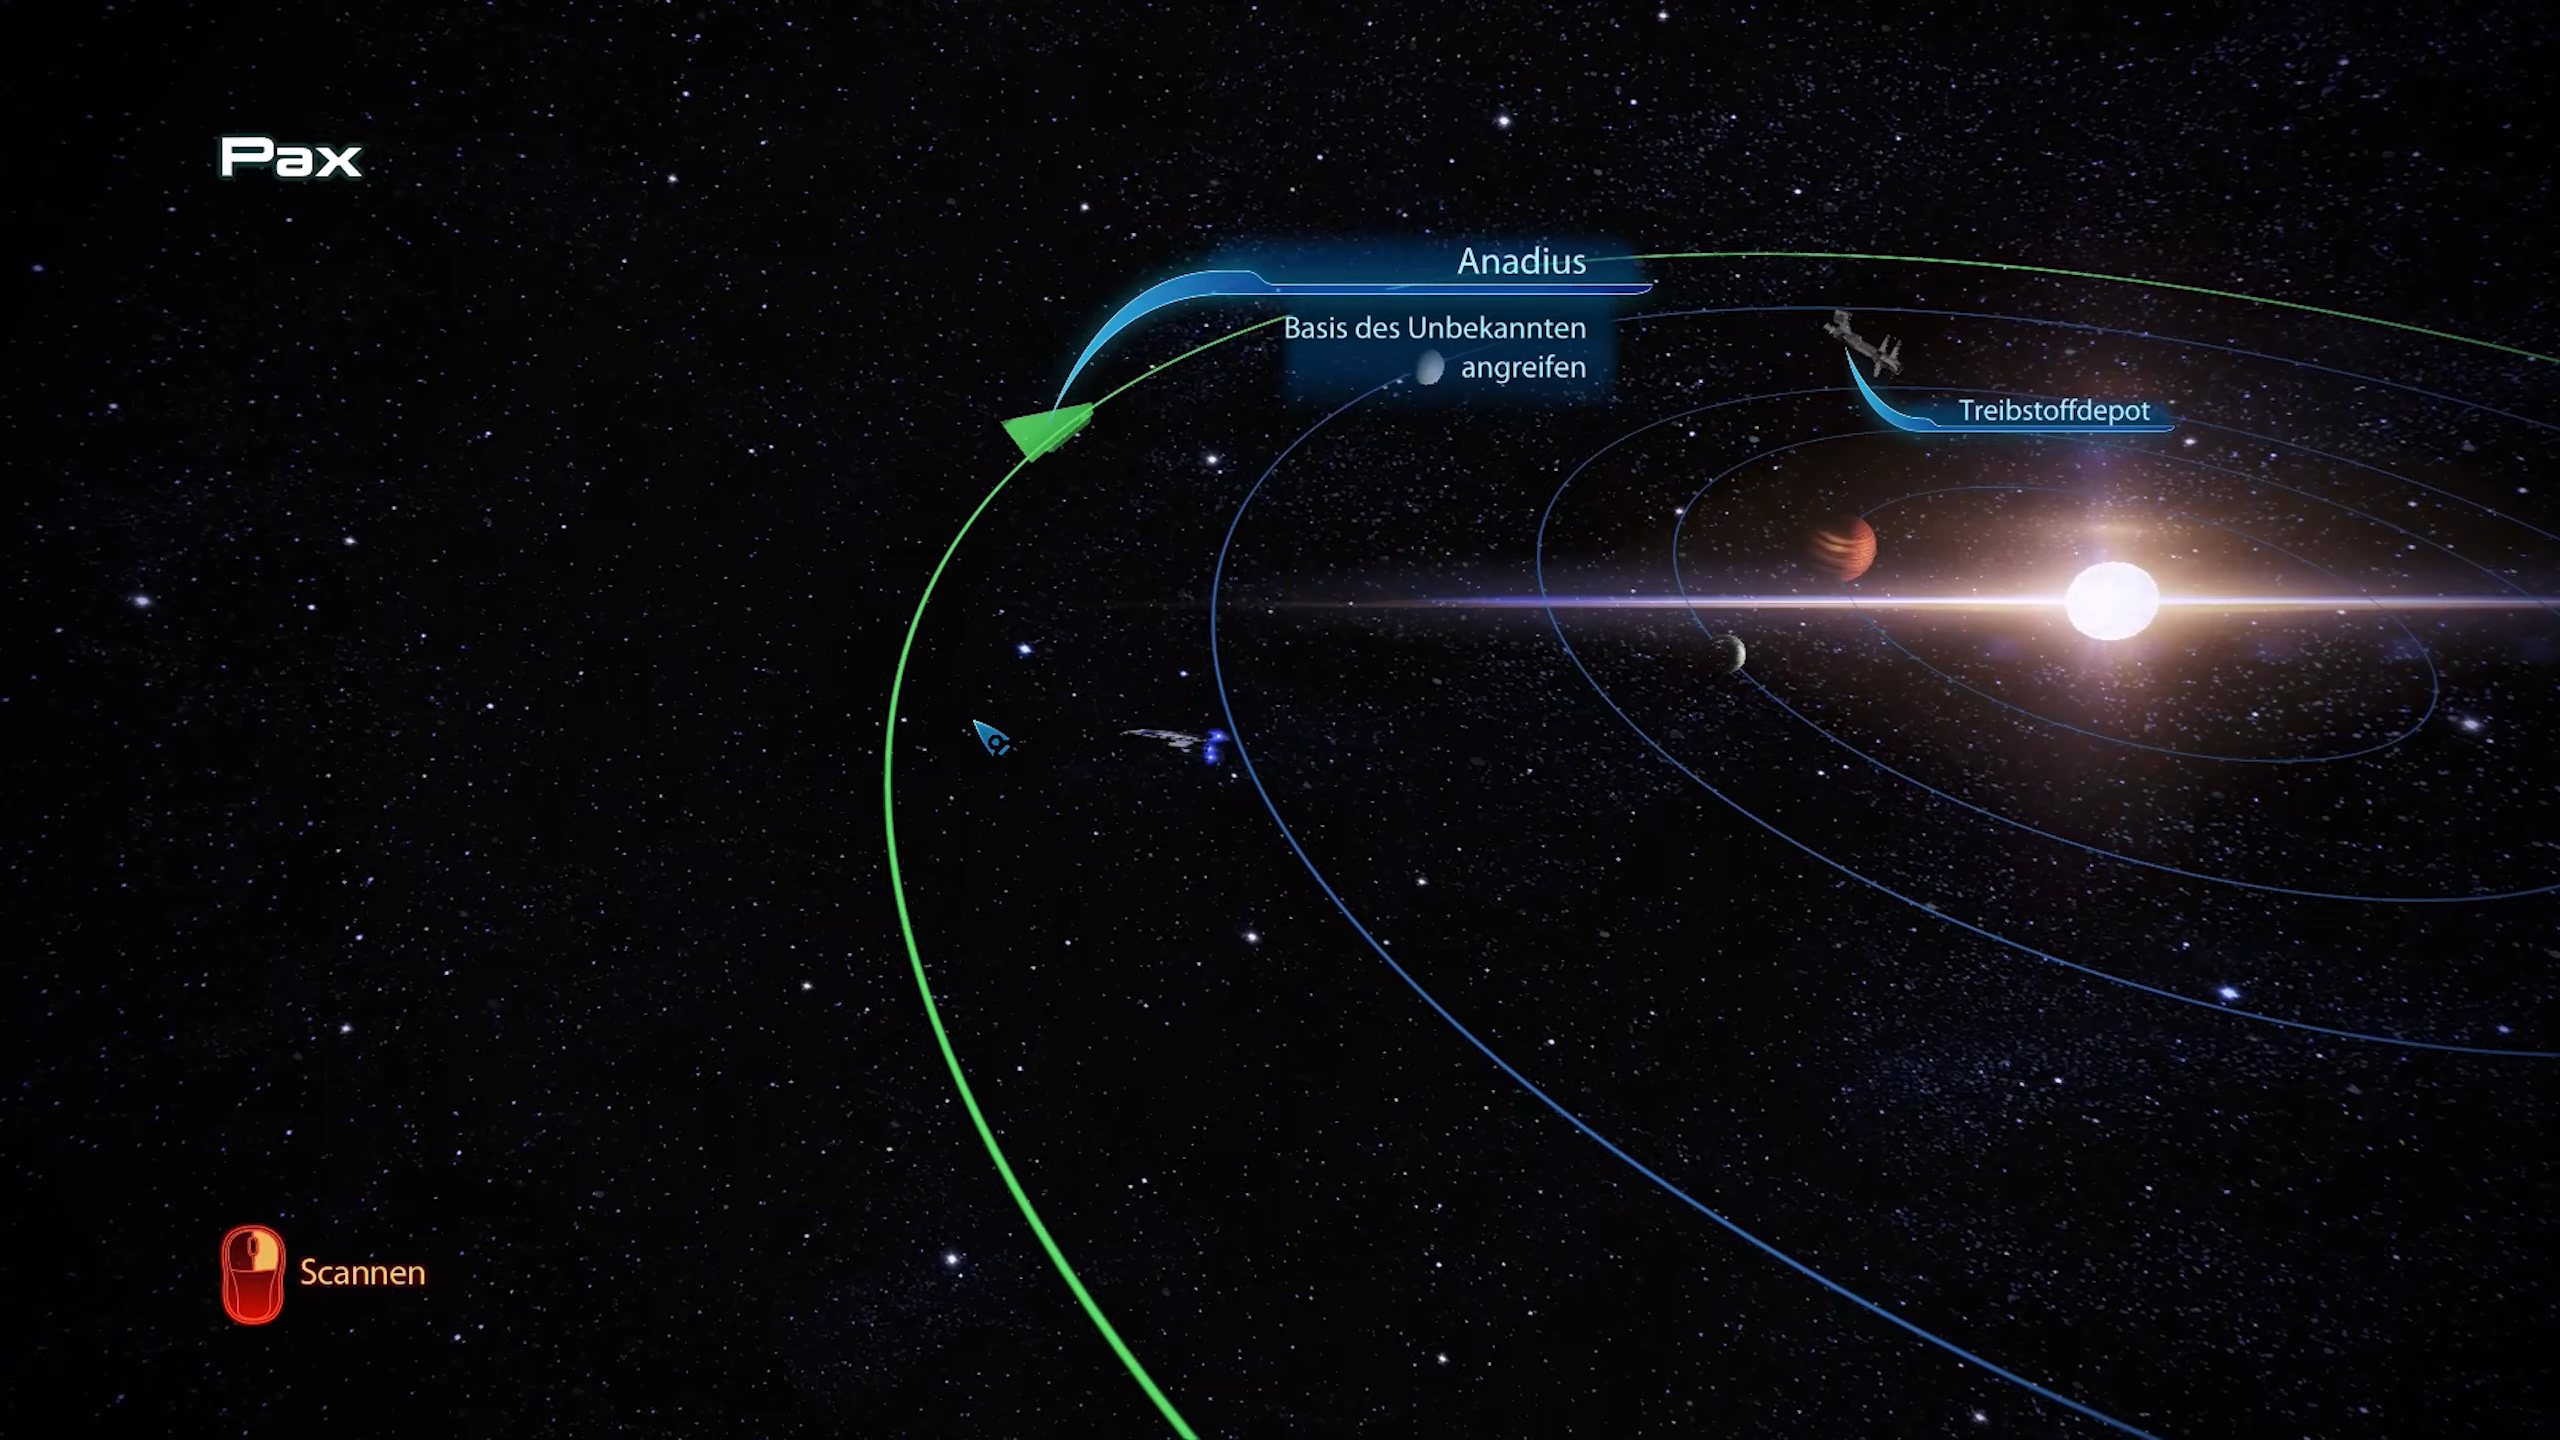 Pax
Anadius
Basis des Unbekannten
angreifen
Treibstoffdepot
Scannen